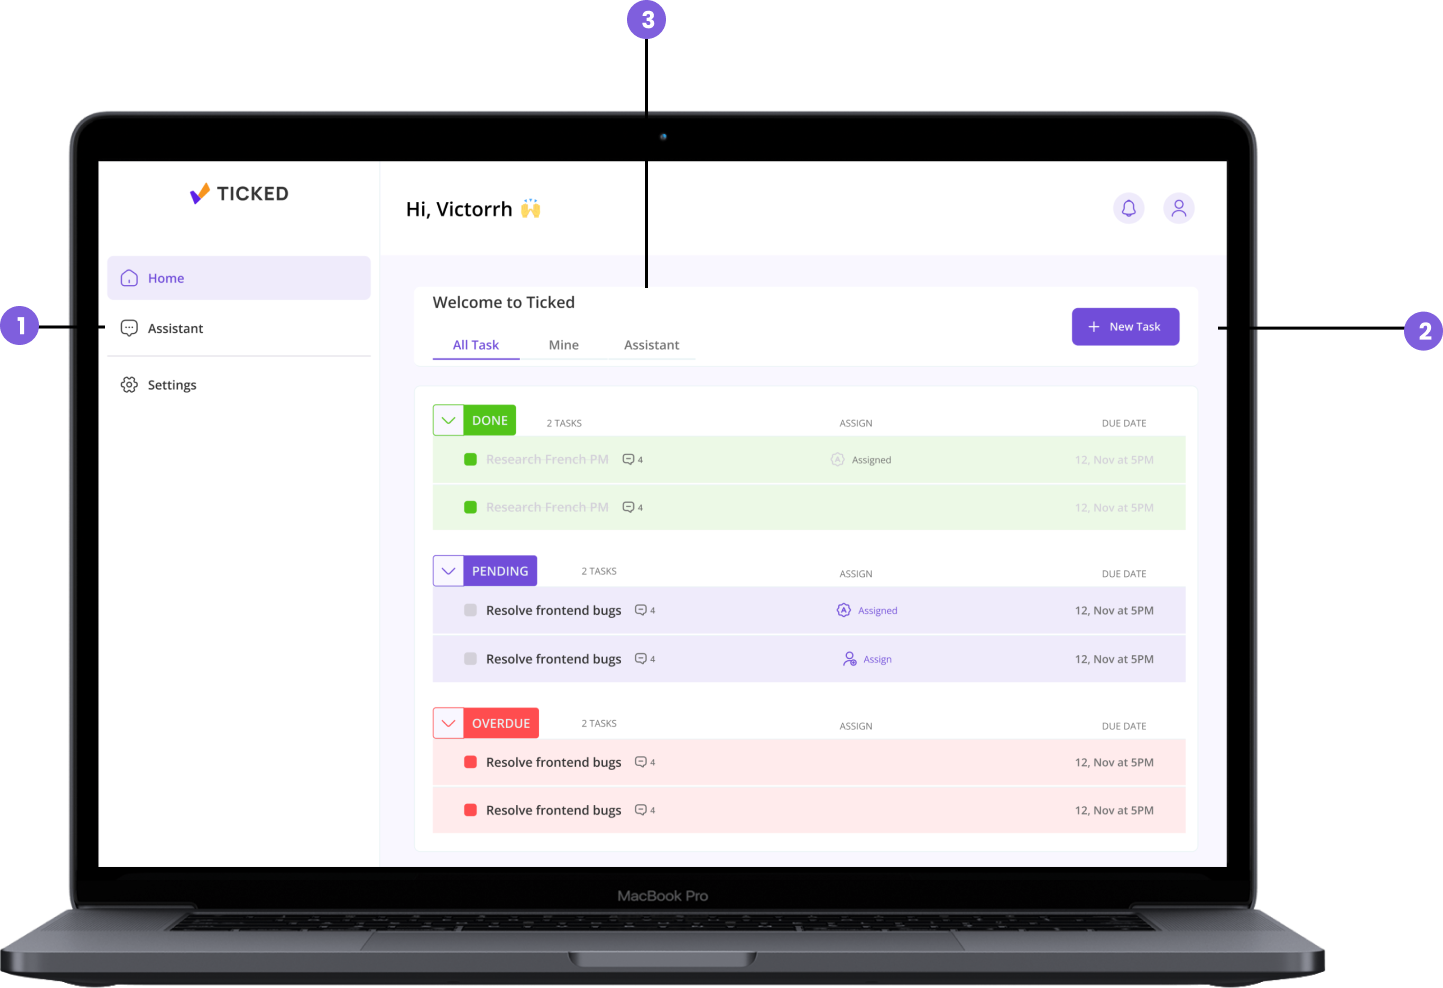 3
TICKED
Hi, Victorrh 🙌
Home
Assistant
Settings
1
2
Welcome to Ticked
All Task Mine Assistant
+ New Task
DONE 2 TASKS ASSIGN DUE DATE
Research French PM 4 Assigned 12, Nov at 5PM
Research French PM 4 12, Nov at 5PM
PENDING 2 TASKS ASSIGN DUE DATE
Resolve frontend bugs 4 Assigned 12, Nov at 5PM
Resolve frontend bugs 4 Assign 12, Nov at 5PM
OVERDUE 2 TASKS ASSIGN DUE DATE
Resolve frontend bugs 4 12, Nov at 5PM
Resolve frontend bugs 4 12, Nov at 5PM
MacBook Pro